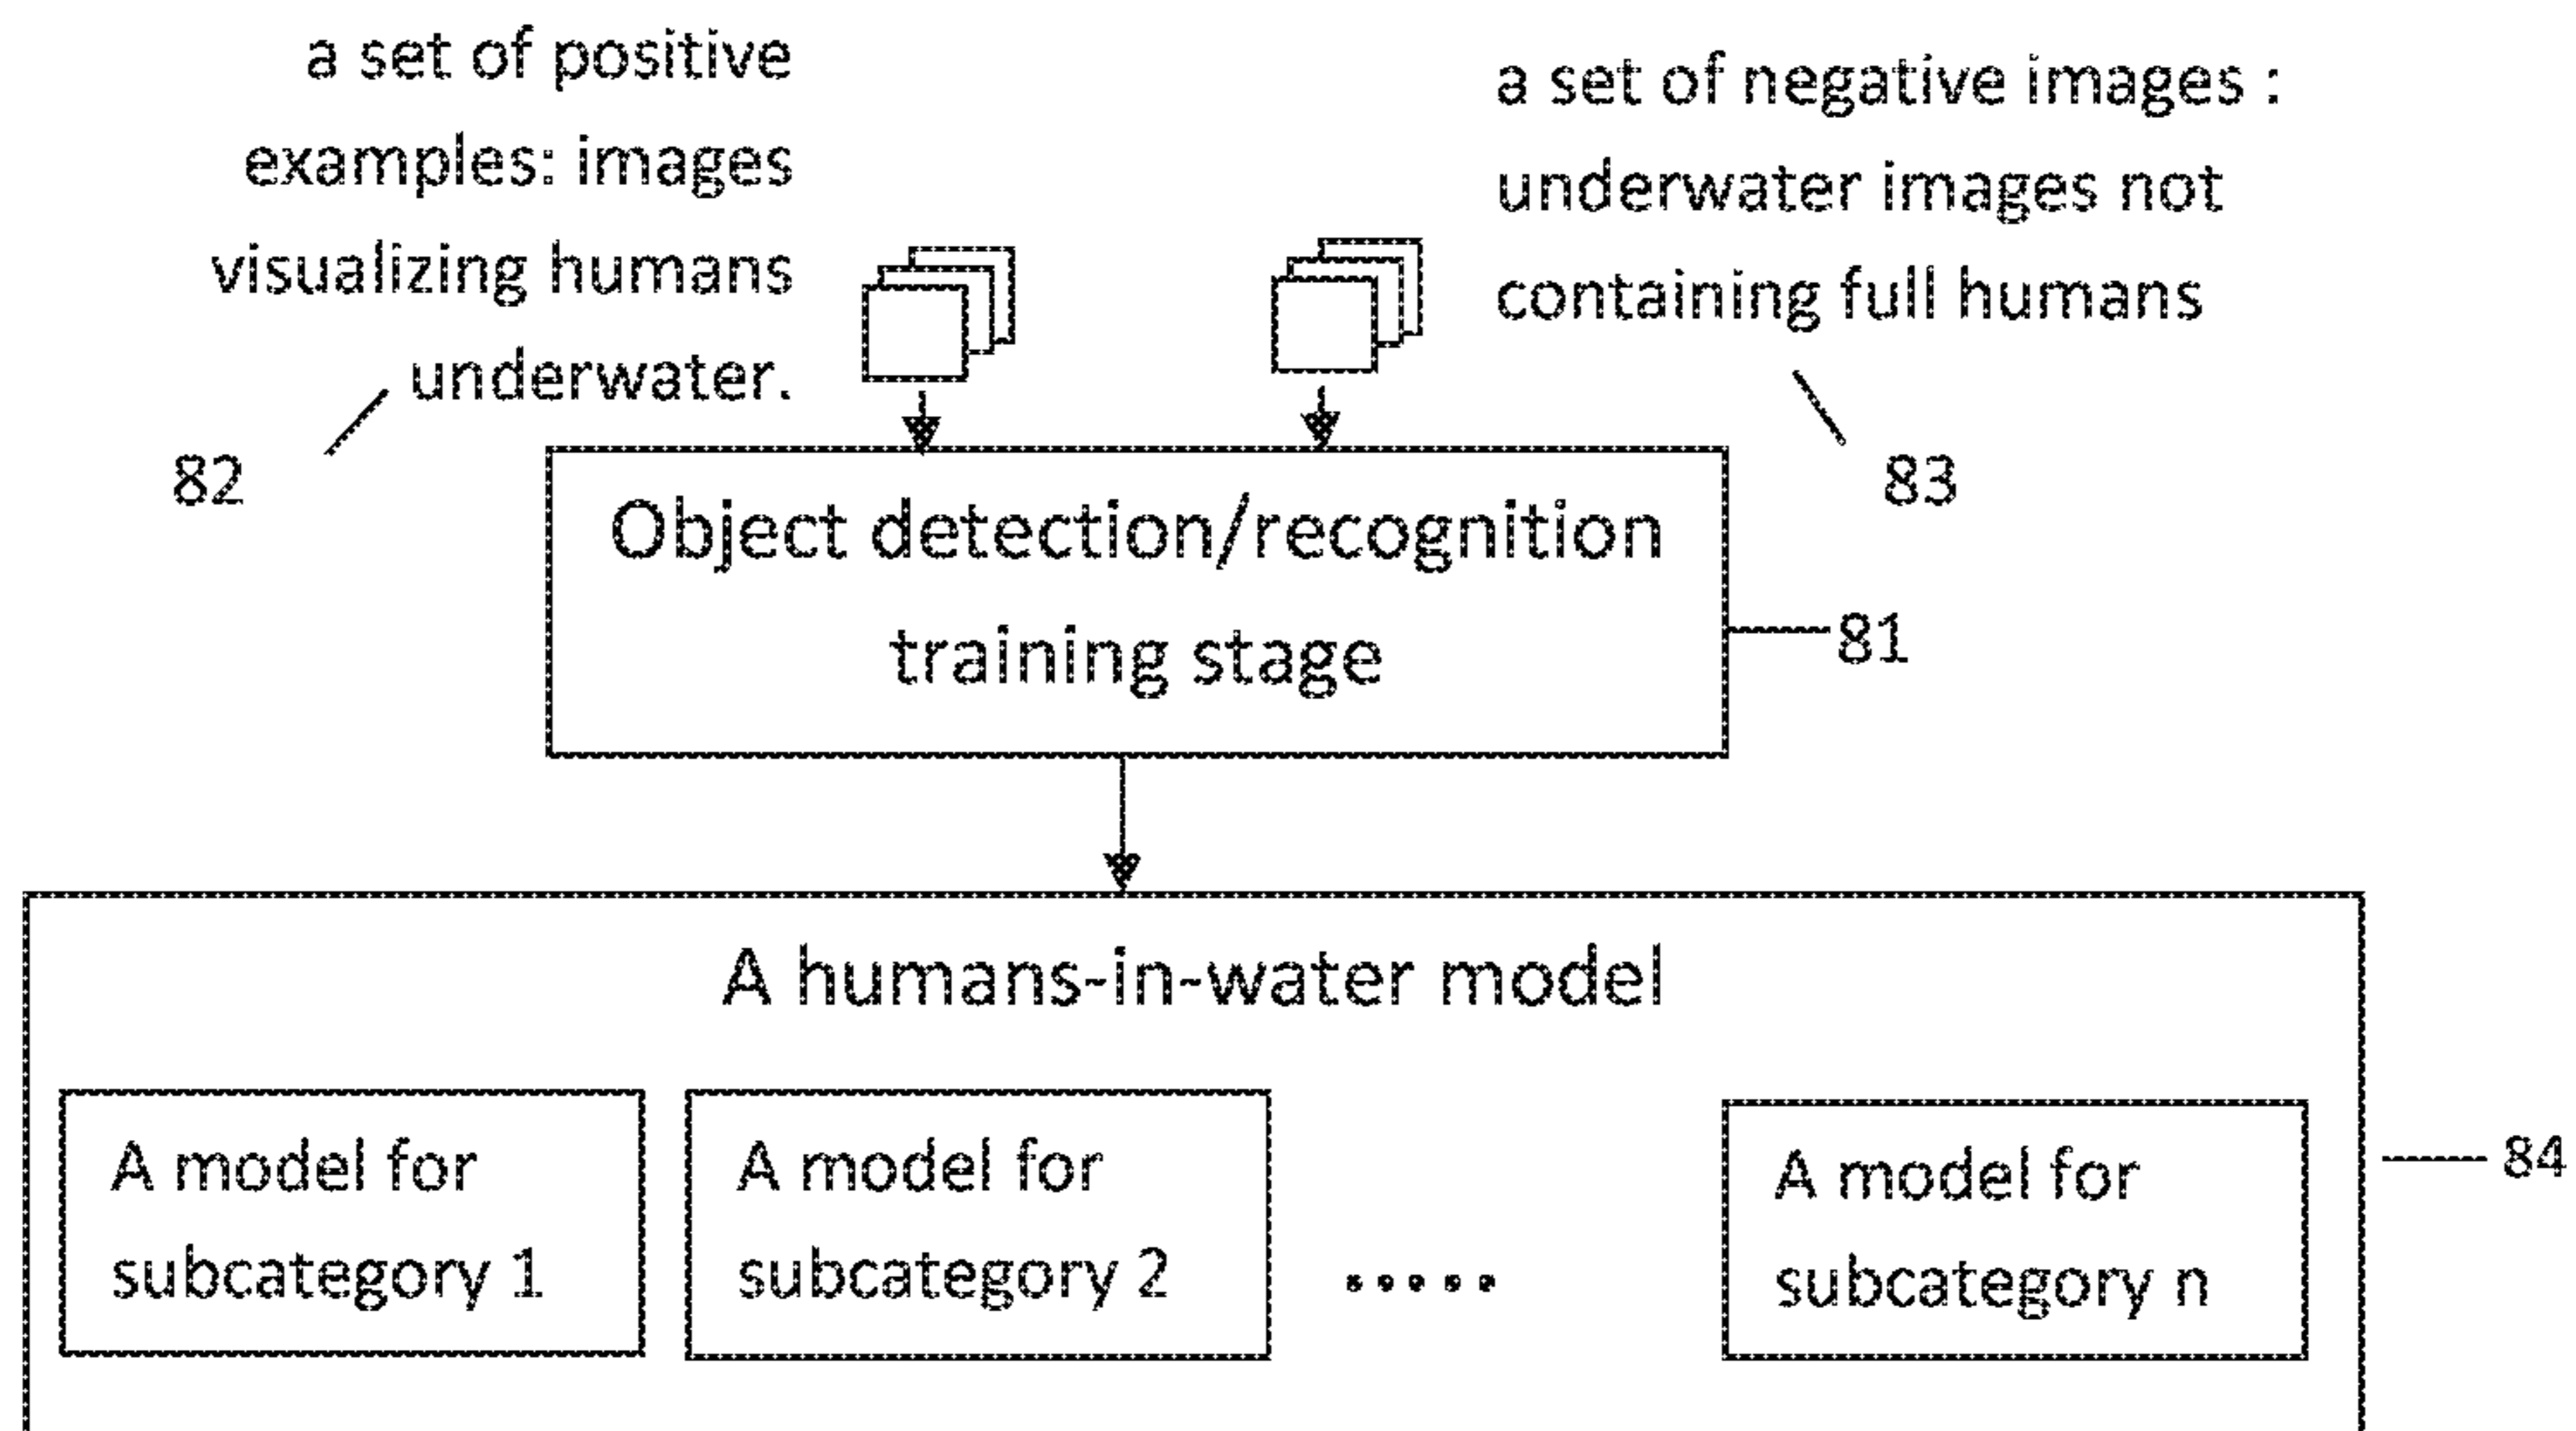 a set of positive
examples: images
visualizing humans
underwater.
82
a set of negative images :
underwater images not
containing full humans
83
Object detection/recognition
training stage
81
A humans-in-water model
A model for
subcategory 1
A model for
subcategory 2
.....
A model for
subcategory n
84